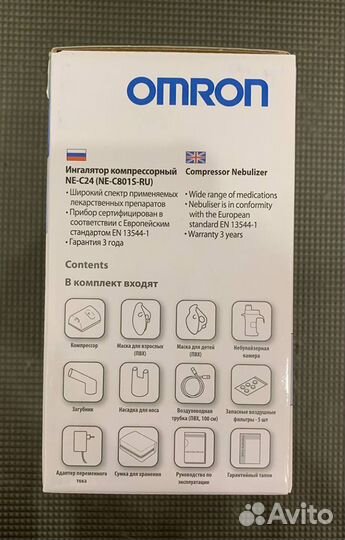 OMRON
Ингалятор компрессорный
NE-C24 (NE-C801S-RU)
• Широкий спектр применяемых
лекарственных препаратов
• Прибор сертифицирован в
соответствии с Европейским
стандартом EN 13544-1
• Гарантия 3 года
Compressor Nebulizer
• Wide range of medications
• Nebuliser is in conformity
with the European
standard EN 13544-1
• Warranty 3 years
Contents
В комплект входят
Компрессор
Маска для взрослых
(ПВХ)
Маска для детей
(ПВХ)
Небулайзерная
камера
Загубник
Насадка для носа
Воздуховодная
трубка (ПВХ, 100 см)
Запасные воздушные
фильтры - 5 шт
Адаптер переменного
тока
Сумка для хранения
Руководство по
эксплуатации
Гарантийный талон
Avito